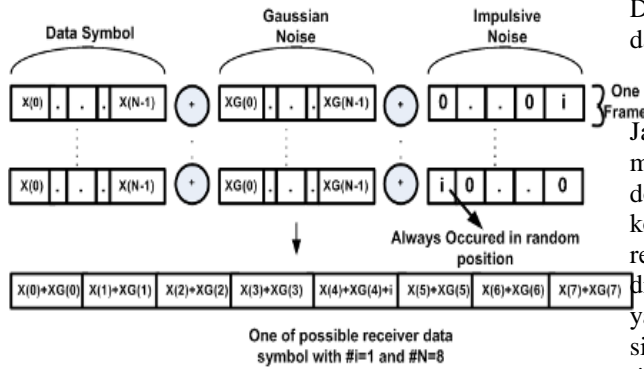 Data Symbol
Gaussian
Noise
Impulsive
Noise
X(0) . . . X(N-1) + XG(0) . . . XG(N-1) + 0 . . 0 i
One
Frame
X(0) . . . X(N-1) + XG(0) . . . XG(N-1) + i 0 . . 0
Always Occured in random
position
X(0)+XG(0) X(1)+XG(1) X(2)+XG(2) X(3)+XG(3) X(4)+XG(4)+i X(5)+XG(5) X(6)+XG(6) X(7)+XG(7)
One of possible receiver data
symbol with #i=1 and #N=8